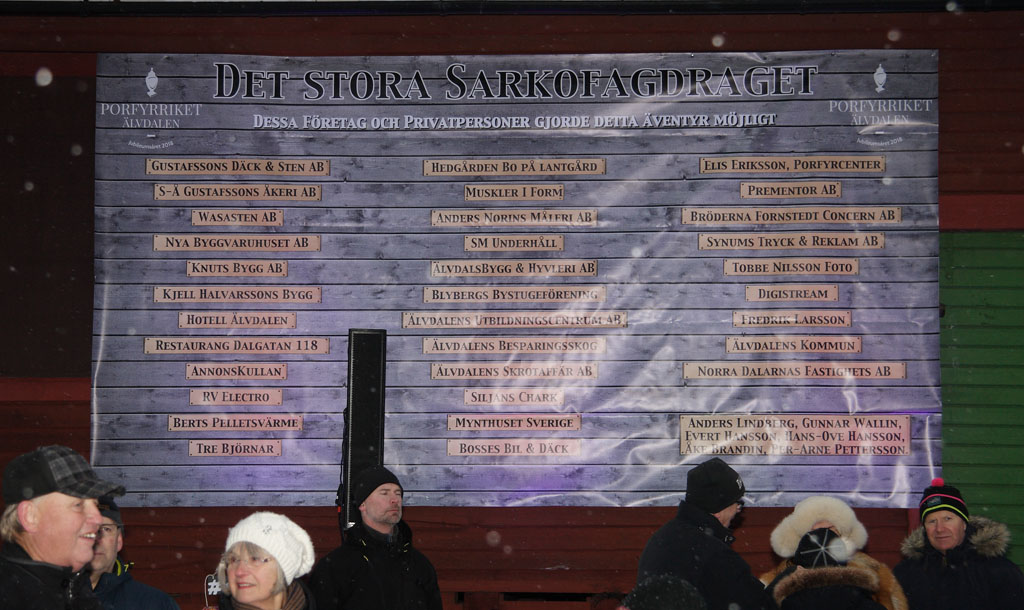 DET STORA SARKOFAGDRAGET
DESSA FÖRETAG OCH PRIVATPERSONER GJORDE DETTA ÄVENTYR MÖJLIGT
PORFYRRIKET
ÄLVDALEN
Jubileumsåret 2018
PORFYRRIKET
ÄLVDALEN
Jubileumsåret 2018
GUSTAFSSONS DÄCK & STEN AB
S-Å GUSTAFSSONS ÅKERI AB
WASASTEN AB
NYA BYGGVARUHUSET AB
KNUTS BYGG AB
KJELL HALVARSSONS BYGG
HOTELL ÄLVDALEN
RESTAURANG DALGATAN 118
ANNONSKULLAN
RV ELECTRO
BERTS PELLETSVÄRME
TRE BJÖRNAR
HEDGÅRDEN BO PÅ LANTGÅRD
MUSKLER I FORM
ANDERS NORINS MÅLERI AB
SM UNDERHÅLL
ÄLVDALSBYGG & HYVLERI AB
BLYBERGS BYSTUGEFÖRENING
ÄLVDALENS UTBILDNINGSCENTRUM AB
ÄLVDALENS BESPARINGSSKOG
ÄLVDALENS SKROTAFFÄR AB
SILJANS CHARK
MYNTHUSET SVERIGE
BOSSES BIL & DÄCK
ELIS ERIKSSON, PORFYRCENTER
PREMENTOR AB
BRÖDERNA FORNSTEDT CONCERN AB
SYNUMS TRYCK & REKLAM AB
TOBBE NILSSON FOTO
DIGISTREAM
FREDRIK LARSSON
ÄLVDALENS KOMMUN
NORRA DALARNAS FASTIGHETS AB
ANDERS LINDBERG, GUNNAR WALLIN,
EVERT HANSSON, HANS-OVE HANSSON,
ÅKE BRANDIN, PER-ARNE PETTERSSON.
#